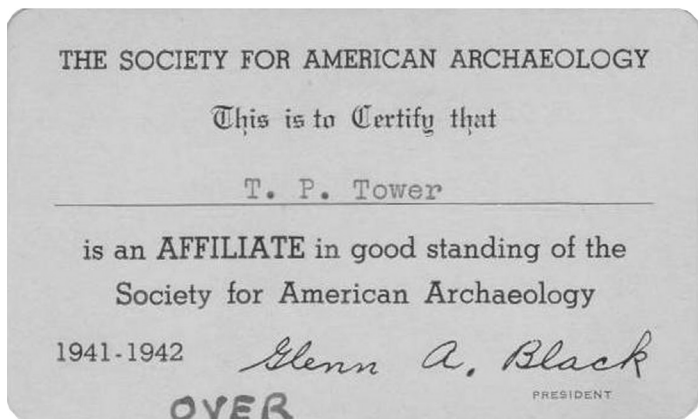 THE SOCIETY FOR AMERICAN ARCHAEOLOGY
This is to Certify that
T. P. Tower
is an AFFILIATE in good standing of the
Society for American Archaeology
1941-1942 Glenn A. Black
PRESIDENT
OVER